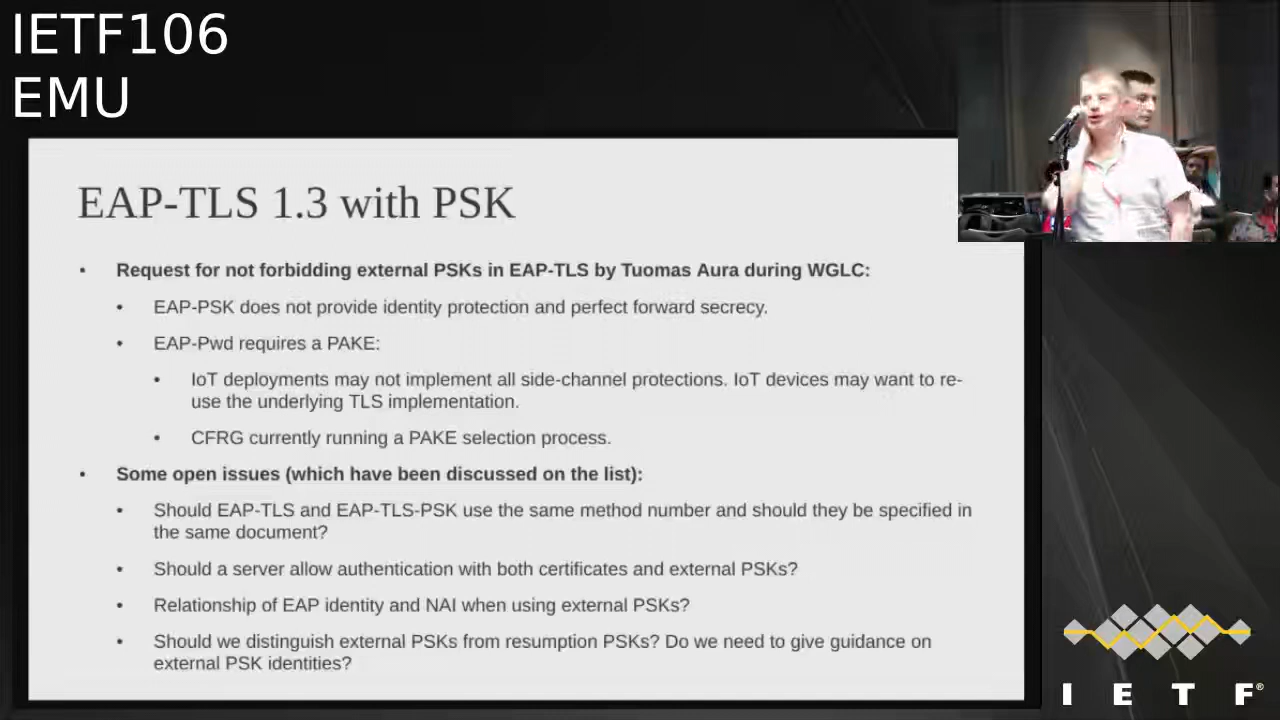 IETF106
EMU
EAP-TLS 1.3 with PSK
• Request for not forbidding external PSKs in EAP-TLS by Tuomas Aura during WGLC:
• EAP-PSK does not provide identity protection and perfect forward secrecy.
• EAP-Pwd requires a PAKE:
• IoT deployments may not implement all side-channel protections. IoT devices may want to re-
use the underlying TLS implementation.
• CFRG currently running a PAKE selection process.
• Some open issues (which have been discussed on the list):
• Should EAP-TLS and EAP-TLS-PSK use the same method number and should they be specified in
the same document?
• Should a server allow authentication with both certificates and external PSKs?
• Relationship of EAP identity and NAI when using external PSKs?
• Should we distinguish external PSKs from resumption PSKs? Do we need to give guidance on
external PSK identities?
I E T F®